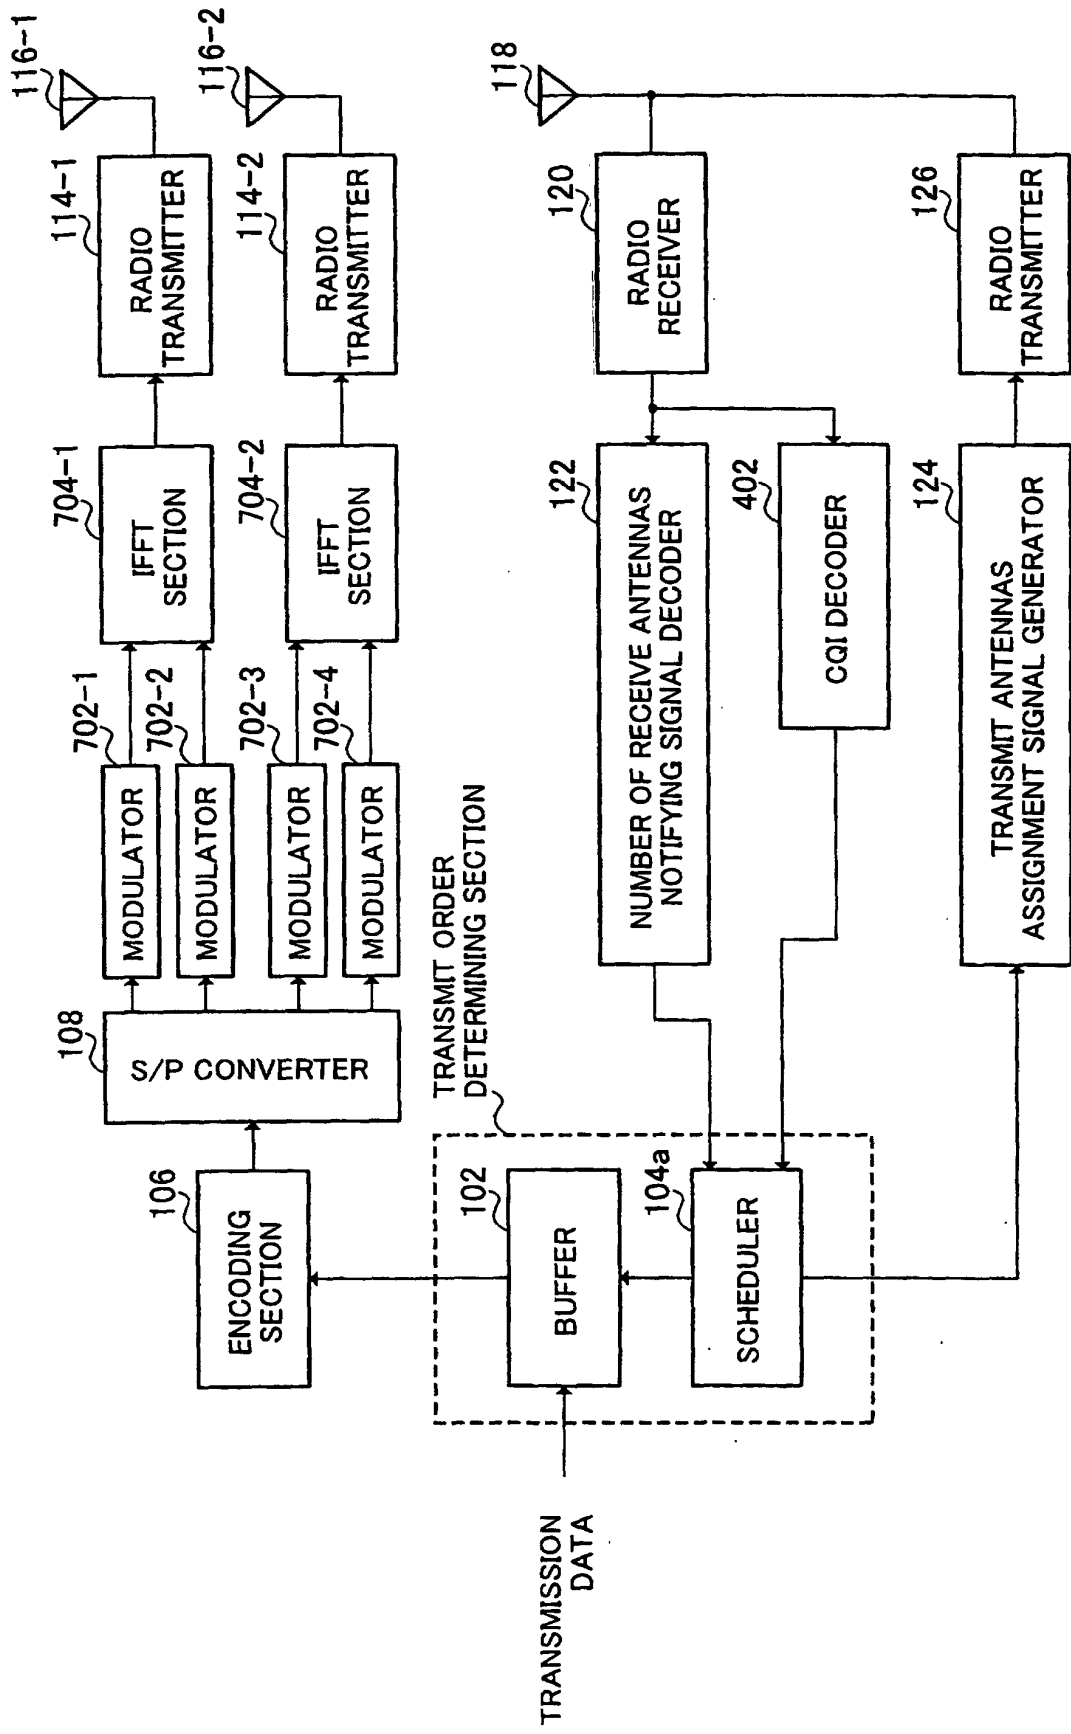 TRANSMISSION
DATA
TRANSMIT ORDER
DETERMINING SECTION
102
BUFFER
104a
SCHEDULER
106
ENCODING
SECTION
108
S/P CONVERTER
702-1
MODULATOR
702-2
MODULATOR
702-3
MODULATOR
702-4
MODULATOR
704-1
IFFT
SECTION
704-2
IFFT
SECTION
114-1
RADIO
TRANSMITTER
114-2
RADIO
TRANSMITTER
116-1
116-2
118
120
RADIO
RECEIVER
122
NUMBER OF RECEIVE ANTENNAS
NOTIFYING SIGNAL DECODER
402
CQI DECODER
124
TRANSMIT ANTENNAS
ASSIGNMENT SIGNAL GENERATOR
126
RADIO
TRANSMITTER